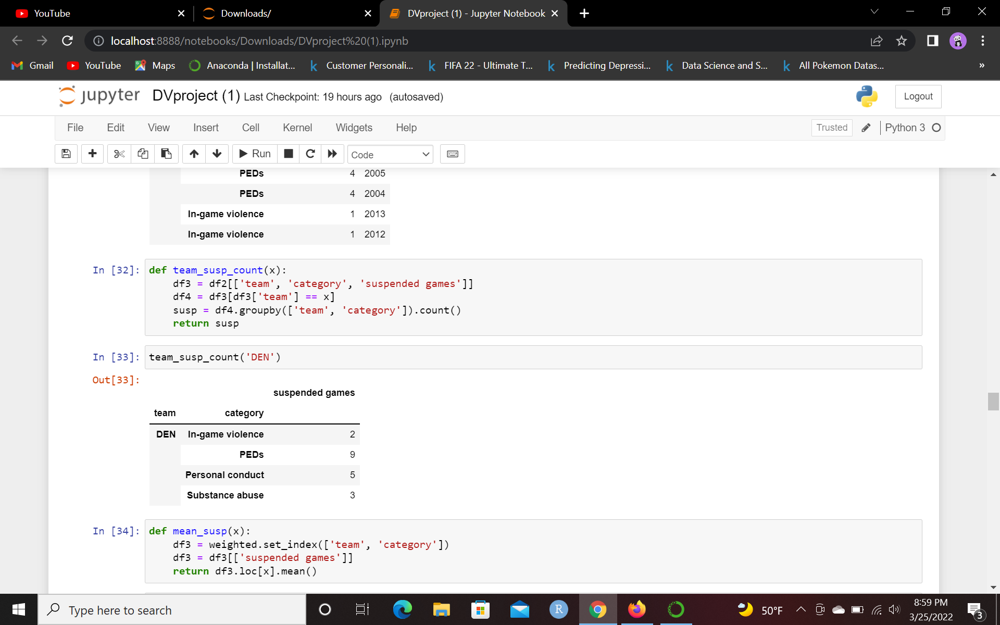 YouTube
Downloads/
DVproject (1) - Jupyter Notebook
localhost:8888/notebooks/Downloads/DVproject%20(1).ipynb
Gmail
YouTube
Maps
Anaconda | Installat...
Customer Personali...
FIFA 22 - Ultimate T...
Predicting Depressi...
Data Science and S...
All Pokemon Datas...
»
jupyter DVproject (1) Last Checkpoint: 19 hours ago (autosaved)
Logout
File Edit View Insert Cell Kernel Widgets Help
Trusted
Python 3
Run
Code
PEDs 4 2005
PEDs 4 2004
In-game violence 1 2013
In-game violence 1 2012
In [32]: def team_susp_count(x):
df3 = df2[['team', 'category', 'suspended games']]
df4 = df3[df3['team'] == x]
susp = df4.groupby(['team', 'category']).count()
return susp
In [33]: team_susp_count('DEN')
Out[33]:
suspended games
team category
DEN In-game violence 2
PEDs 9
Personal conduct 5
Substance abuse 3
In [34]: def mean_susp(x):
df3 = weighted.set_index(['team', 'category'])
df3 = df3[['suspended games']]
return df3.loc[x].mean()
Type here to search
R
50°F
8:59 PM
3/25/2022
3